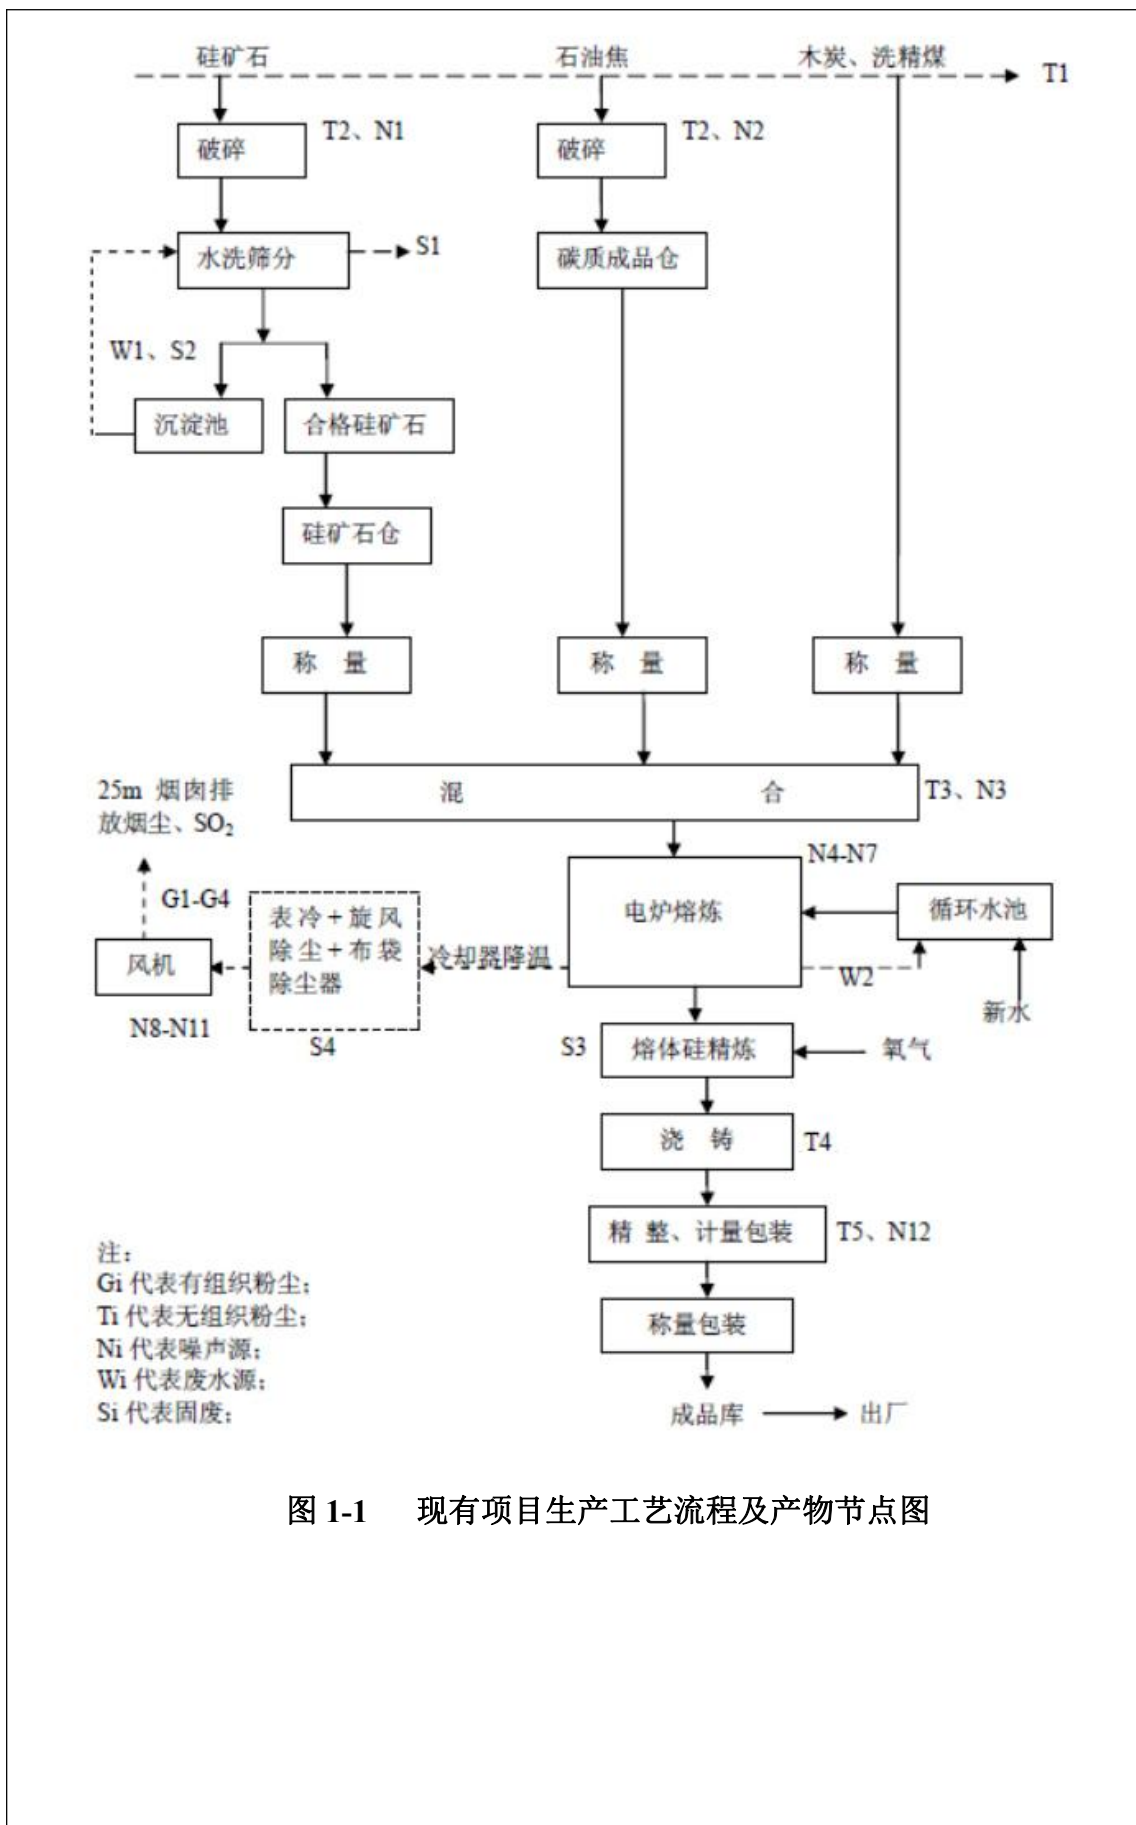 硅矿石
石油焦
木炭、洗精煤
T1
破碎
T2、N1
破碎
T2、N2
水洗筛分
S1
碳质成品仓
W1、S2
沉淀池
合格硅矿石
硅矿石仓
称 量
称 量
称 量
混 合
T3、N3
25m 烟囱排
放烟尘、SO₂
N4-N7
G1-G4
表冷+旋风
除尘+布袋
除尘器
冷却器降温
电炉熔炼
循环水池
风机
W2
新水
N8-N11
S4
S3
熔体硅精炼
氧气
浇 铸
T4
精 整、计量包装
T5、N12
称量包装
成品库
出厂
注：
Gi 代表有组织粉尘；
Ti 代表无组织粉尘；
Ni 代表噪声源；
Wi 代表废水源；
Si 代表固废；
图 1-1 现有项目生产工艺流程及产物节点图